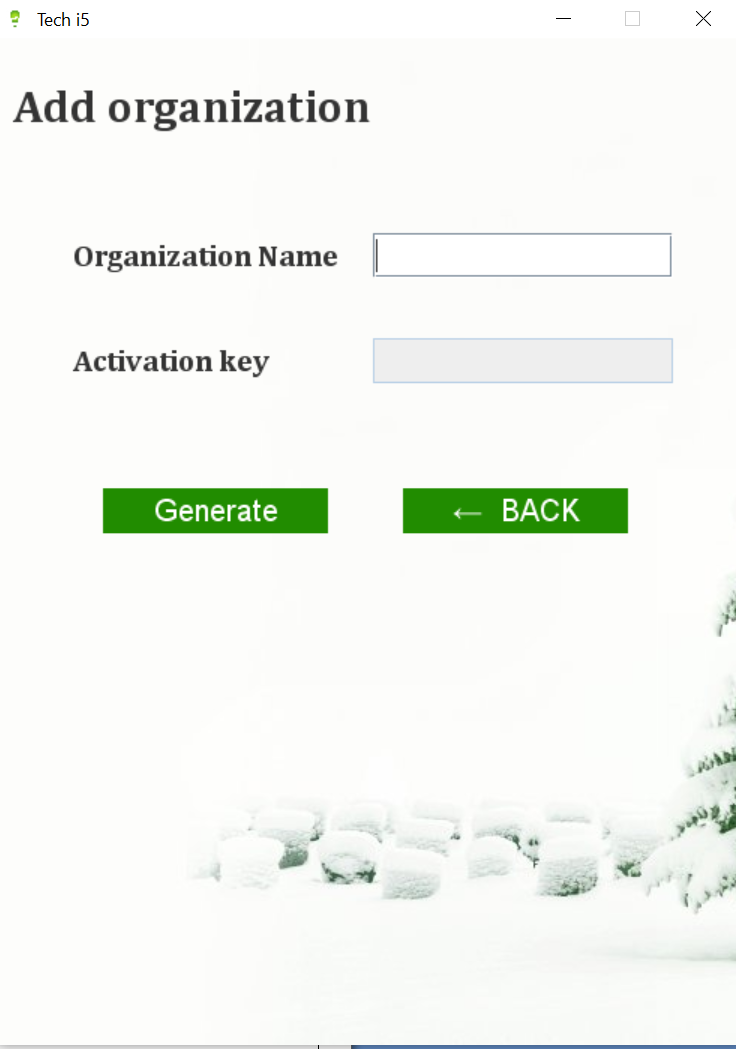 Tech i5
Add organization
Organization Name
Activation key
Generate
← BACK